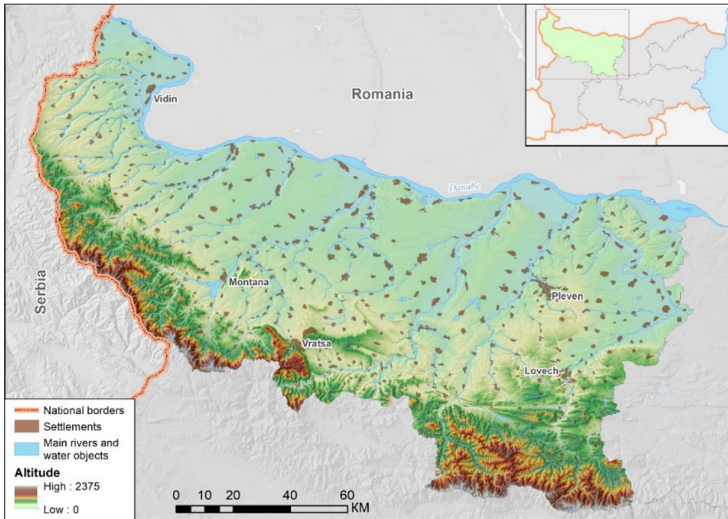 Romania
Vidin
Danube
Serbia
Montana
Pleven
Vratsa
Lovech
National borders
Settlements
Main rivers and
water objects
Altitude
High : 2375
Low : 0
0 10 20 40 60
KM